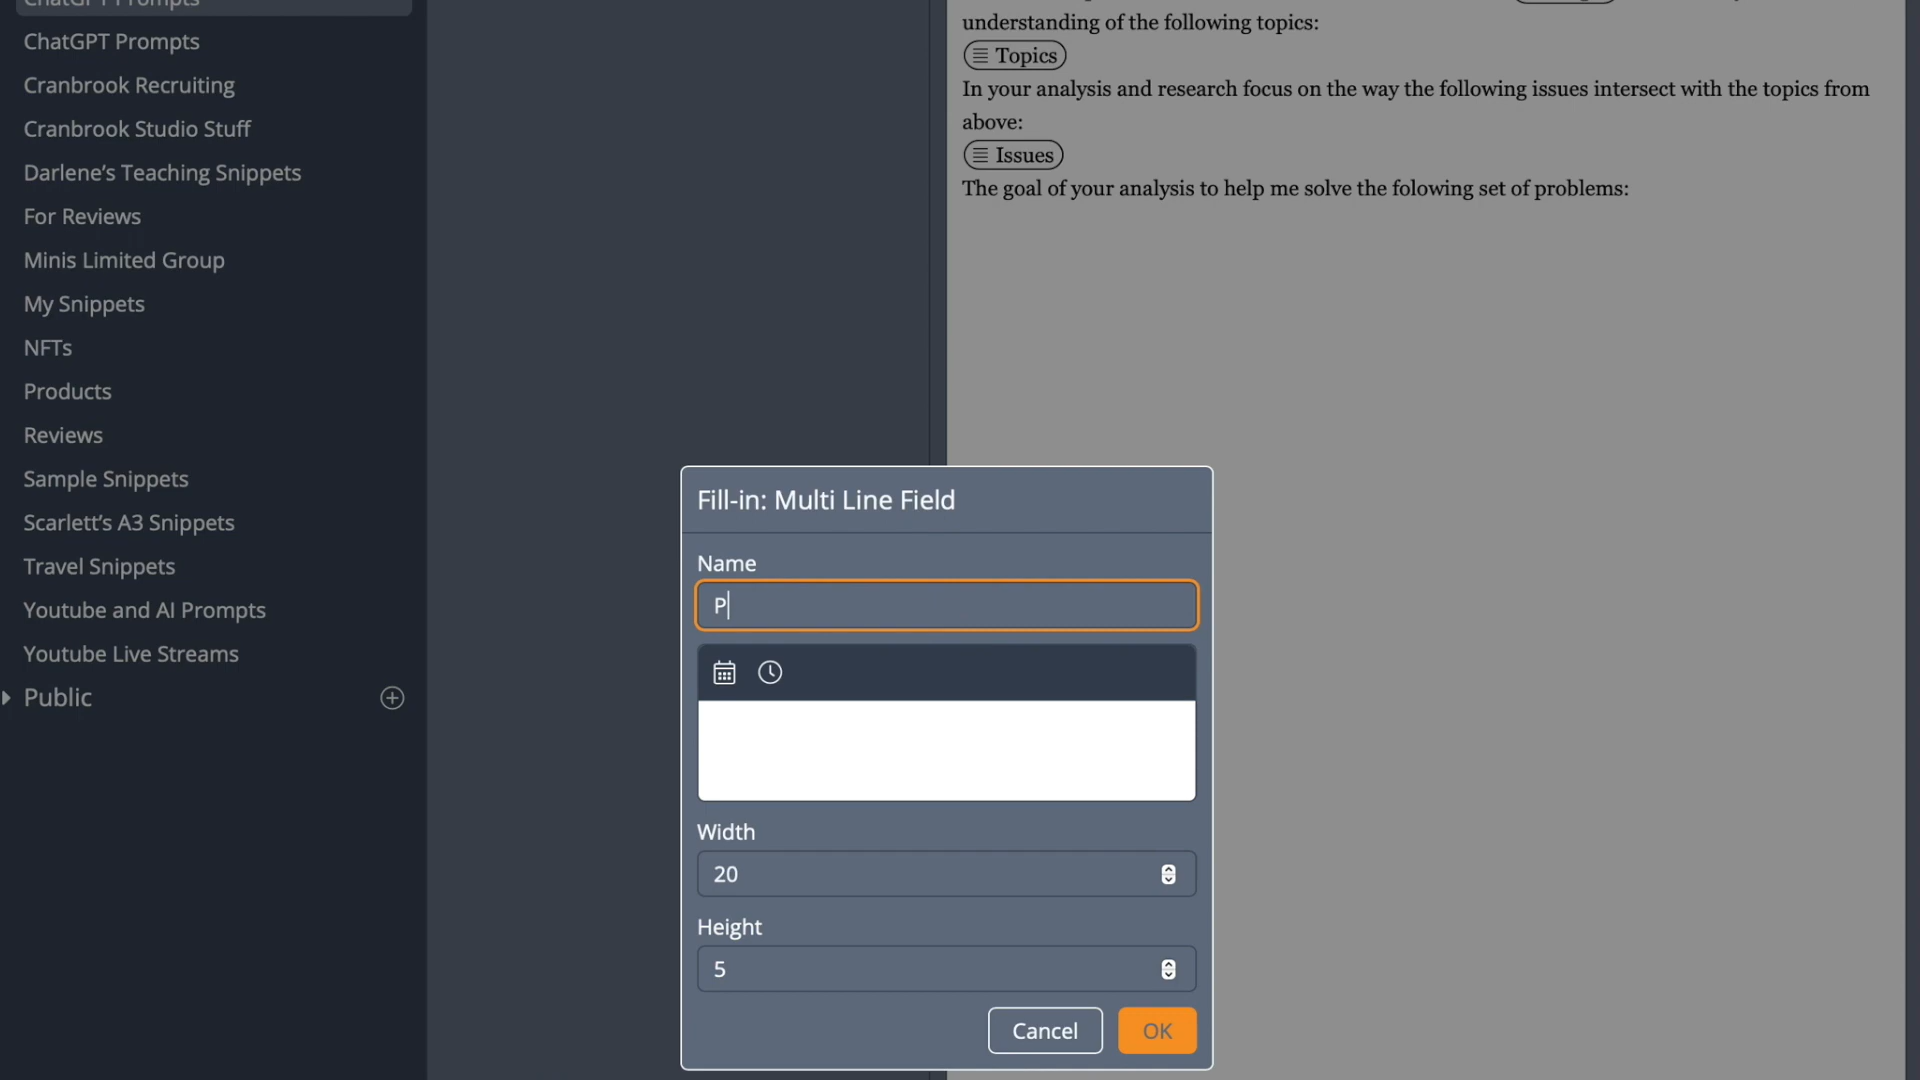 ChatGPT Prompts
ChatGPT Prompts
Cranbrook Recruiting
Cranbrook Studio Stuff
Darlene’s Teaching Snippets
For Reviews
Minis Limited Group
My Snippets
NFTs
Products
Reviews
Sample Snippets
Scarlett’s A3 Snippets
Travel Snippets
Youtube and AI Prompts
Youtube Live Streams
Public
understanding of the following topics:
Topics
In your analysis and research focus on the way the following issues intersect with the topics from
above:
Issues
The goal of your analysis to help me solve the folowing set of problems:
Fill-in: Multi Line Field
Name
P
Width
20
Height
5
Cancel OK